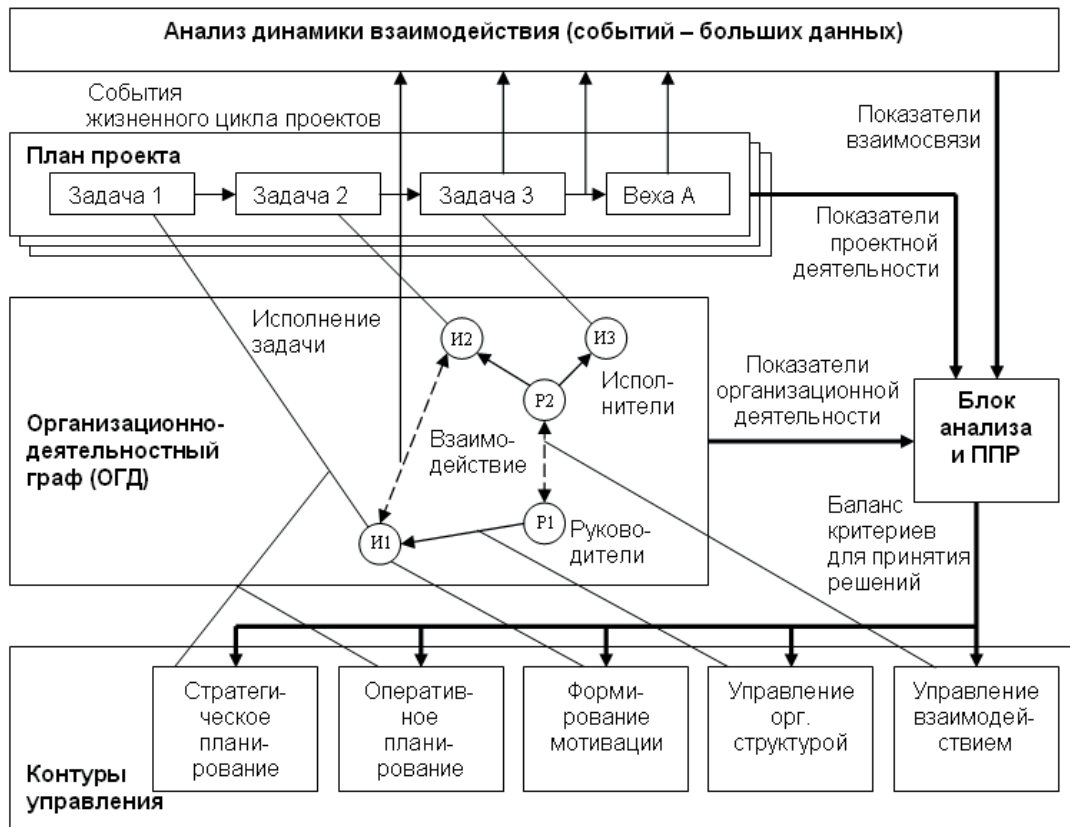 Анализ динамики взаимодействия (событий – больших данных)
События
жизненного цикла проектов
Показатели
взаимосвязи
План проекта
Задача 1
Задача 2
Задача 3
Веха А
Показатели
проектной
деятельности
Исполнение
задачи
И2
И3
Испол-
нители
Р2
Показатели
организационной
деятельности
Блок
анализа
и ППР
Организационно-
деятельностный
граф (ОГД)
Взаимо-
действие
И1
Р1
Руково-
дители
Баланс
критериев
для принятия
решений
Стратеги-
ческое
плани-
рование
Оператив-
ное
плани-
рование
Форми-
рование
мотивации
Управление
орг.
структурой
Управление
взаимодей-
ствием
Контуры
управления